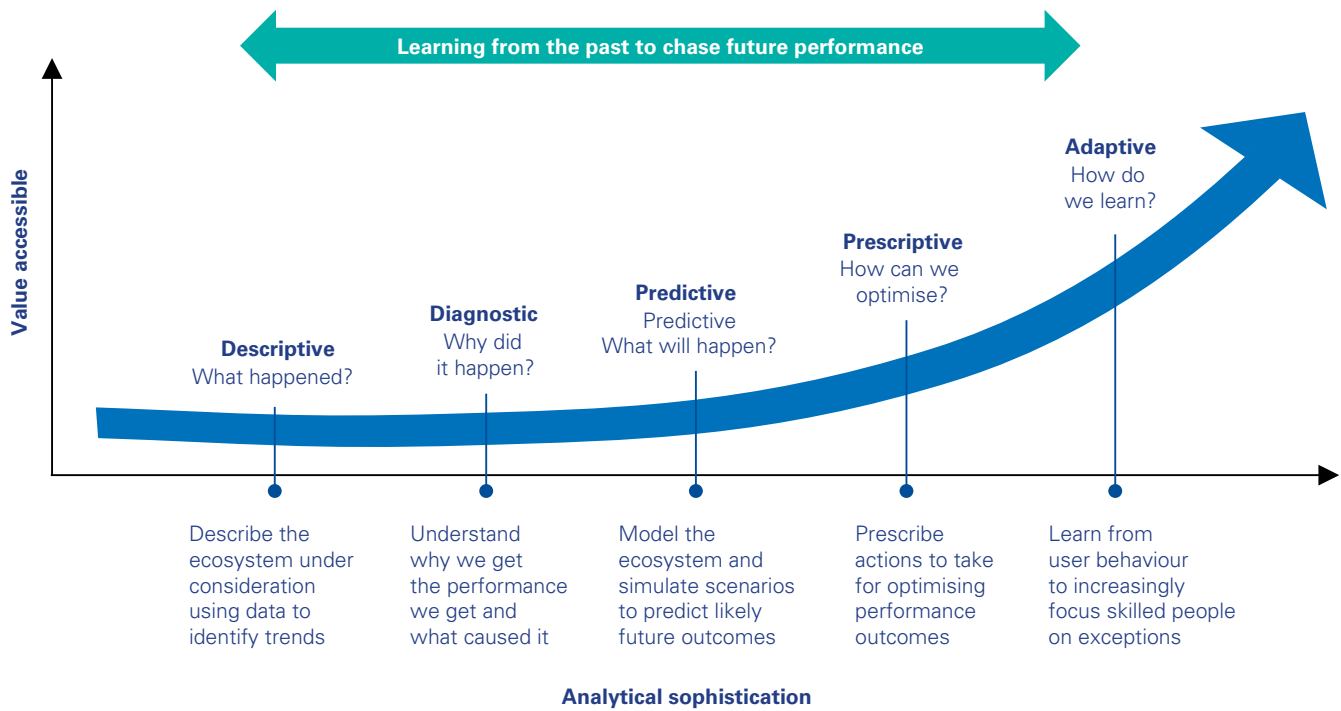 Learning from the past to chase future performance
Value accessible
Descriptive
What happened?
Diagnostic
Why did
it happen?
Predictive
Predictive
What will happen?
Prescriptive
How can we
optimise?
Adaptive
How do
we learn?
Describe the
ecosystem under
consideration
using data to
identify trends
Understand
why we get
the performance
we get and
what caused it
Model the
ecosystem and
simulate scenarios
to predict likely
future outcomes
Prescribe
actions to take
for optimising
performance
outcomes
Learn from
user behaviour
to increasingly
focus skilled people
on exceptions
Analytical sophistication